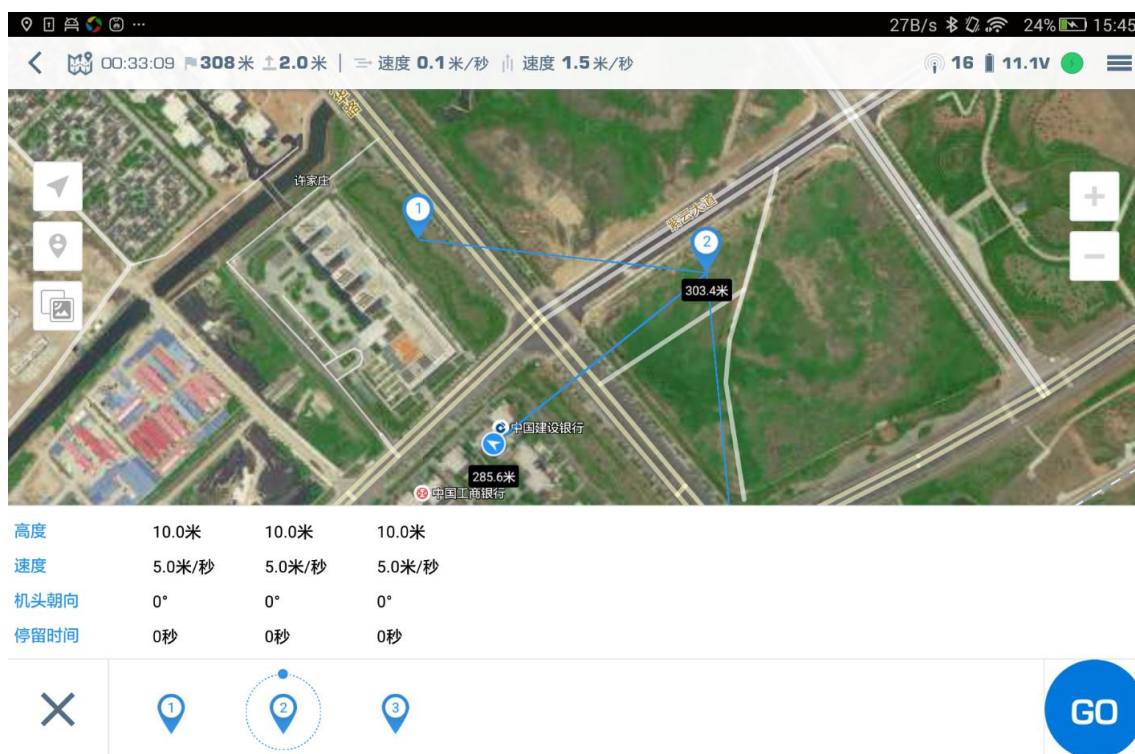 27B/s 24% 15:45
00:33:09 308米 2.0米 | 速度 0.1米/秒 速度 1.5米/秒 16 11.1V
许家庄
1
紫云大道
2
303.4米
中国建设银行
285.6米
中国工商银行
高度 10.0米 10.0米 10.0米
速度 5.0米/秒 5.0米/秒 5.0米/秒
机头朝向 0° 0° 0°
停留时间 0秒 0秒 0秒
1 2 3 GO